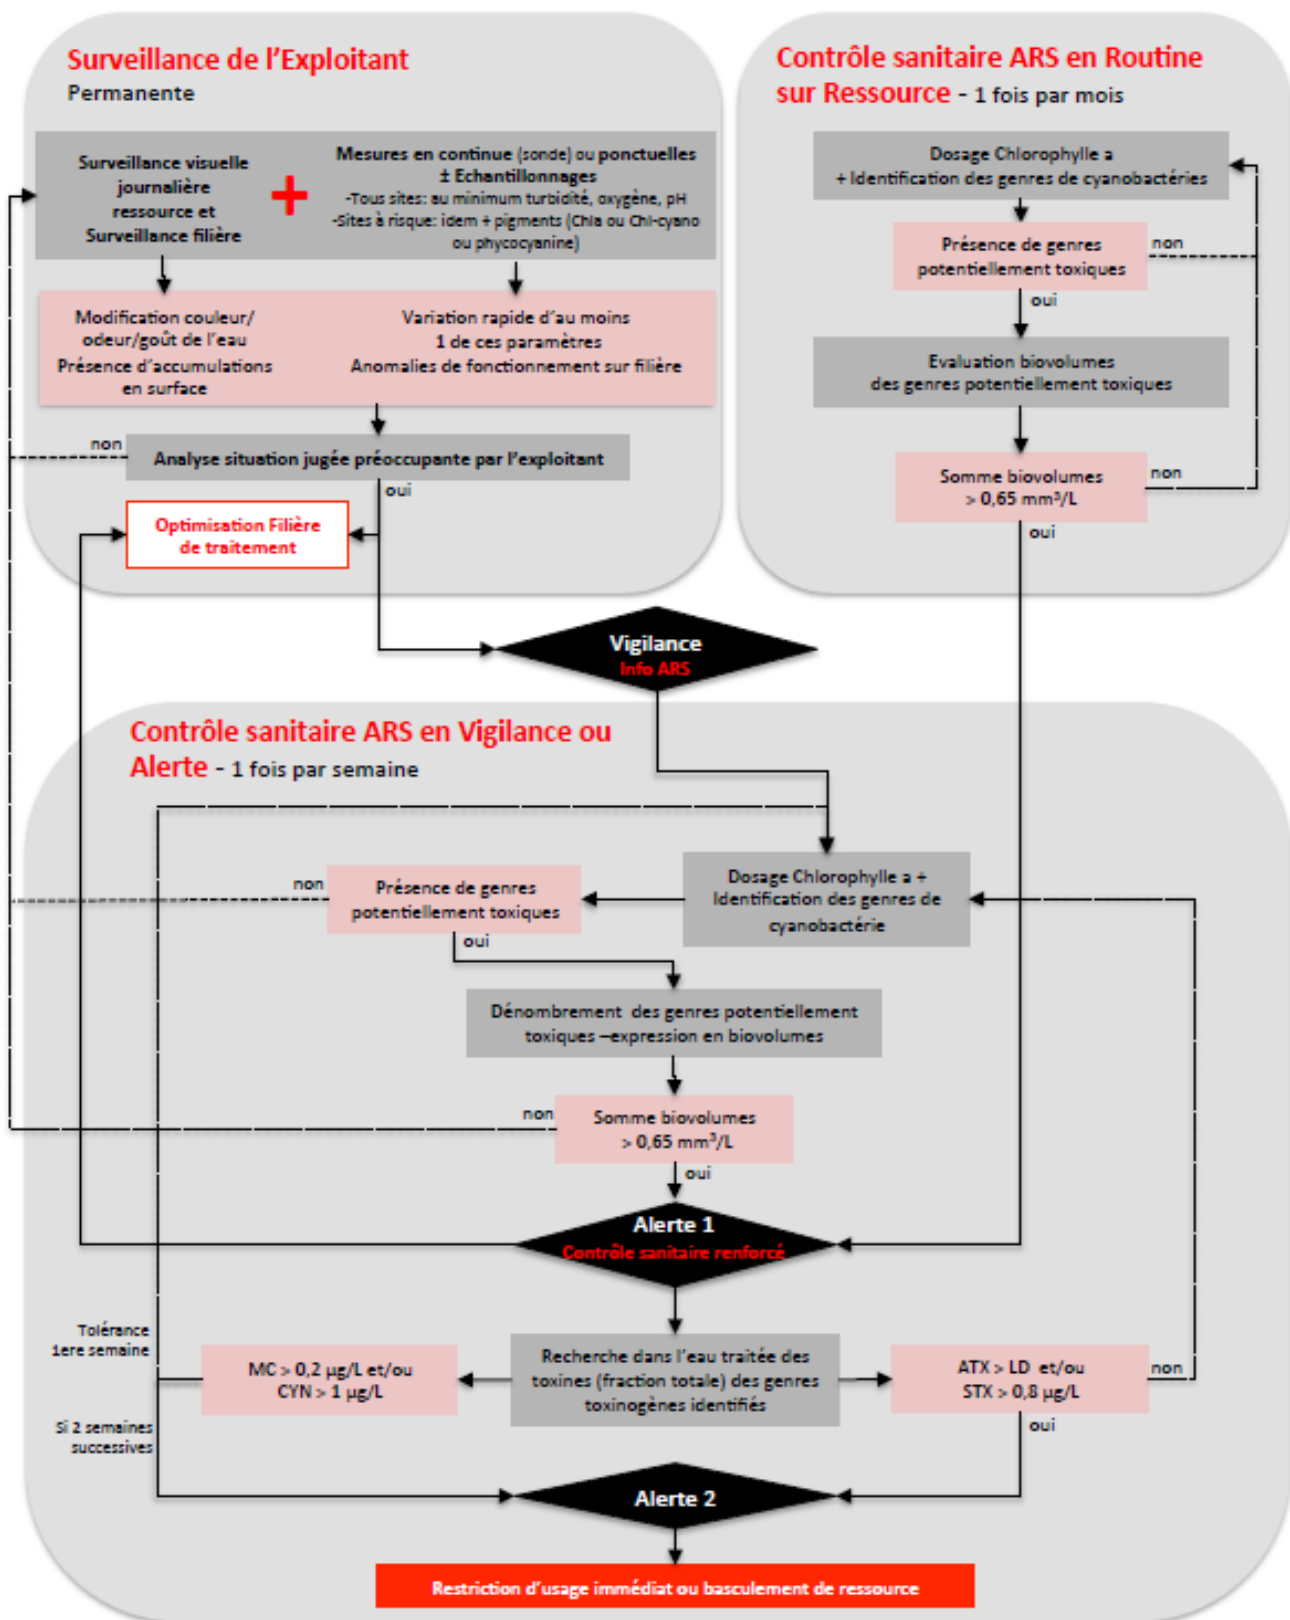 Surveillance de l’Exploitant
Permanente
Surveillance visuelle
journalière
ressource et
Surveillance filière
+
Mesures en continue (sonde) ou ponctuelles
± Echantillonnages
-Tous sites: au minimum turbidité, oxygène, pH
-Sites à risque: idem + pigments (Chla ou Chl-cyano
ou phycocyanine)
Modification couleur/
odeur/goût de l’eau
Présence d’accumulations
en surface
Variation rapide d’au moins
1 de ces paramètres
Anomalies de fonctionnement sur filière
non
Analyse situation jugée préoccupante par l’exploitant
oui
Optimisation Filière
de traitement
Contrôle sanitaire ARS en Routine
sur Ressource - 1 fois par mois
Dosage Chlorophylle a
+ Identification des genres de cyanobactéries
Présence de genres
potentiellement toxiques
non
oui
Evaluation biovolumes
des genres potentiellement toxiques
Somme biovolumes
> 0,65 mm³/L
non
oui
Vigilance
Info ARS
Contrôle sanitaire ARS en Vigilance ou
Alerte - 1 fois par semaine
Dosage Chlorophylle a +
Identification des genres de
cyanobactérie
non
Présence de genres
potentiellement toxiques
oui
Dénombrement des genres potentiellement
toxiques –expression en biovolumes
non
Somme biovolumes
> 0,65 mm³/L
oui
Alerte 1
Contrôle sanitaire renforcé
Tolérance
1ere semaine
MC > 0,2 µg/L et/ou
CYN > 1 µg/L
Recherche dans l’eau traitée des
toxines (fraction totale) des genres
toxinogènes identifiés
ATX > LD et/ou
STX > 0,8 µg/L
non
oui
Si 2 semaines
successives
Alerte 2
Restriction d’usage immédiat ou basculement de ressource